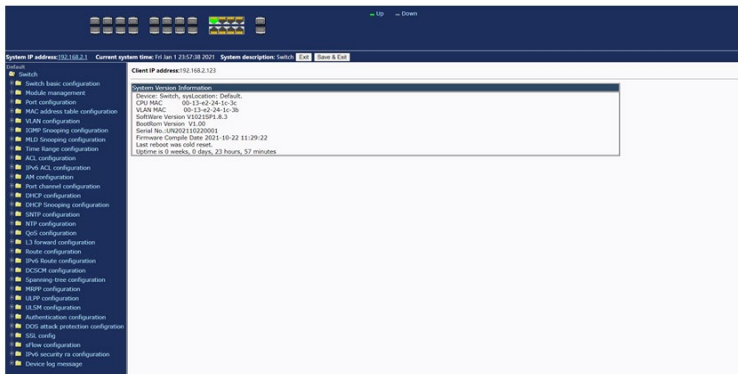 Up Down
System IP address:192.168.2.1 Current system time: Fri Jan 1 23:57:38 2021 System description: Switch Exit Save & Exit
Default
Switch
Switch basic configuration
Module management
Port configuration
MAC address table configuration
VLAN configuration
IGMP Snooping configuration
MLD Snooping configuration
Time Range configuration
ACL configuration
IPv6 ACL configuration
AM configuration
Port channel configuration
DHCP configuration
DHCP Snooping configuration
SNTP configuration
NTP configuration
QoS configuration
L3 forward configuration
Route configuration
IPv6 Route configuration
DCSCM configuration
Spanning-tree configuration
MRPP configuration
ULPP configuration
ULSM configuration
Authentication configuration
DOS attack protection configration
SSL config
sFlow configuration
IPv6 security ra configuration
Device log message
Client IP address:192.168.2.123
System Version Information
Device: Switch, sysLocation: Default.
CPU MAC 00-13-e2-24-1c-3c
VLAN MAC 00-13-e2-24-1c-3b
SoftWare Version V1021SP1.8.3
BootRom Version V1.00
Serial No.:UN202110220001
Firmware Compile Date 2021-10-22 11:29:22
Last reboot was cold reset.
Uptime is 0 weeks, 0 days, 23 hours, 57 minutes